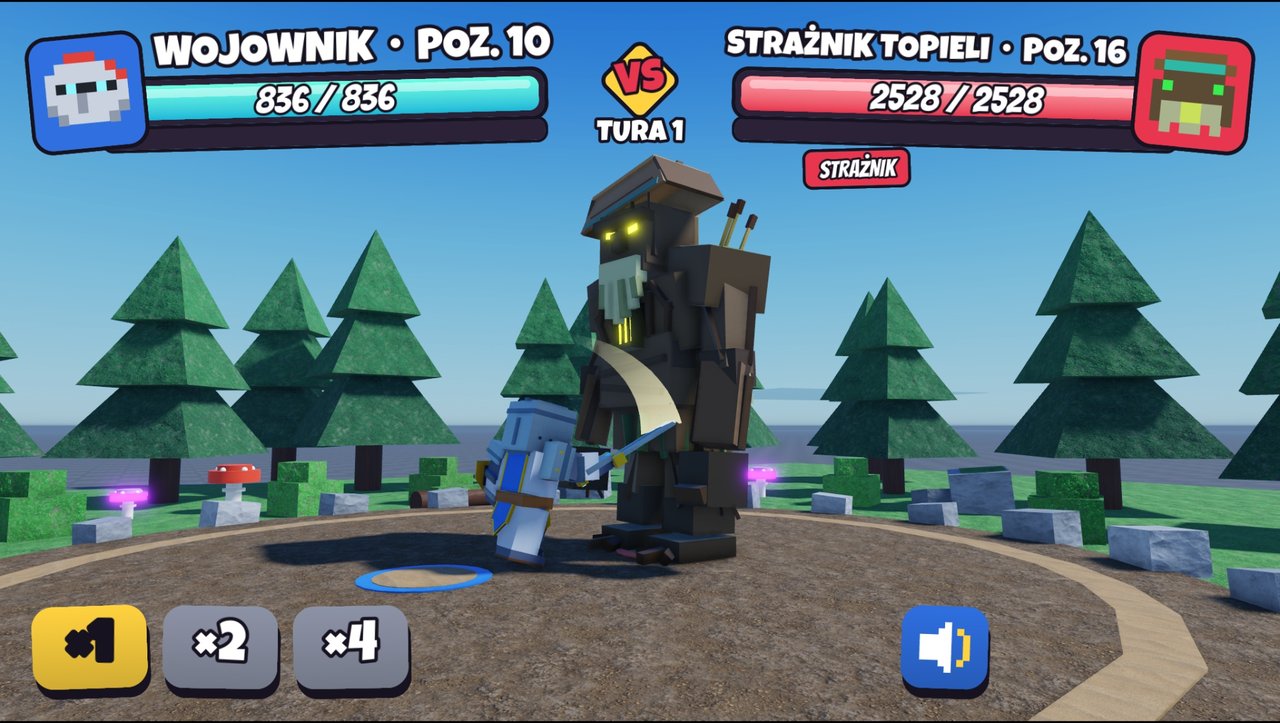 WOJOWNIK • POZ. 10
836 / 836
VS
TURA 1
STRAŻNIK TOPIELI • POZ. 16
2528 / 2528
STRAŻNIK
×1
×2
×4